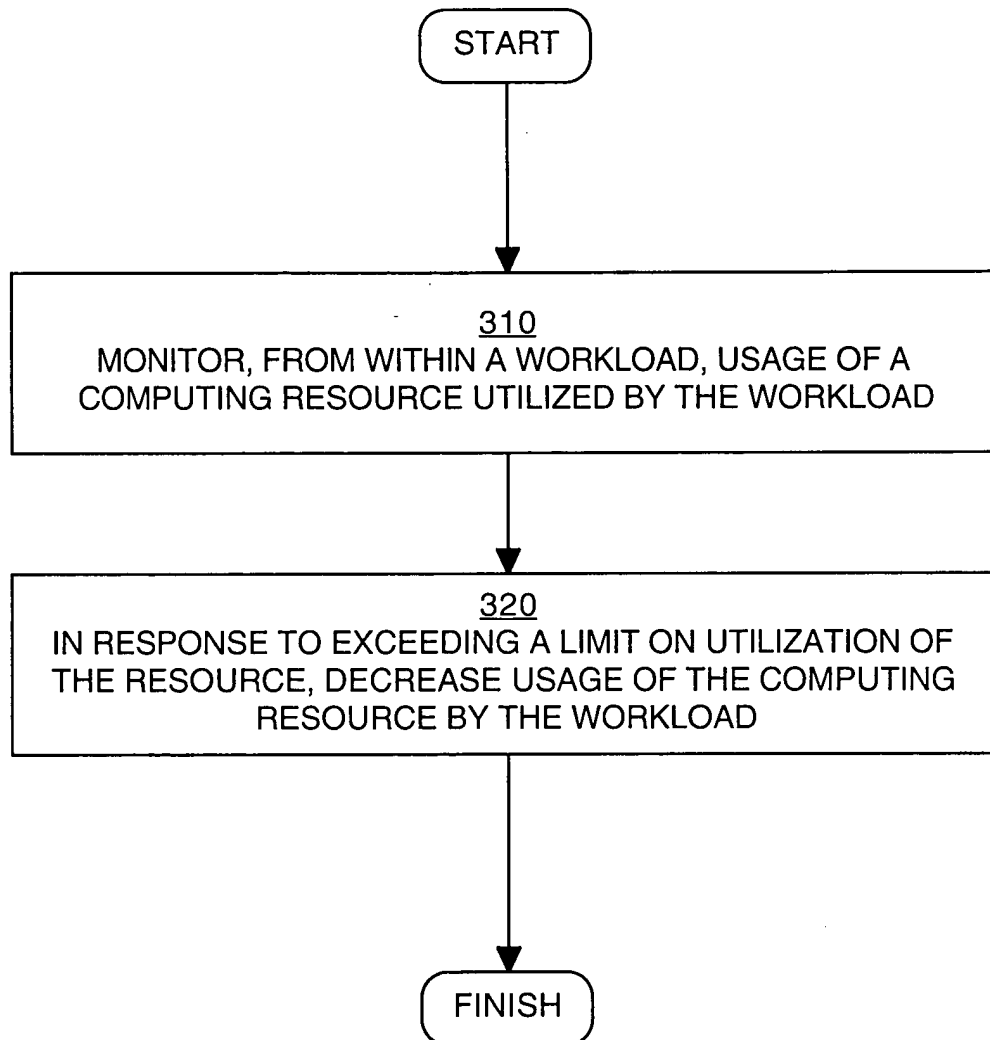 START
310
MONITOR, FROM WITHIN A WORKLOAD, USAGE OF A
COMPUTING RESOURCE UTILIZED BY THE WORKLOAD
320
IN RESPONSE TO EXCEEDING A LIMIT ON UTILIZATION OF
THE RESOURCE, DECREASE USAGE OF THE COMPUTING
RESOURCE BY THE WORKLOAD
FINISH